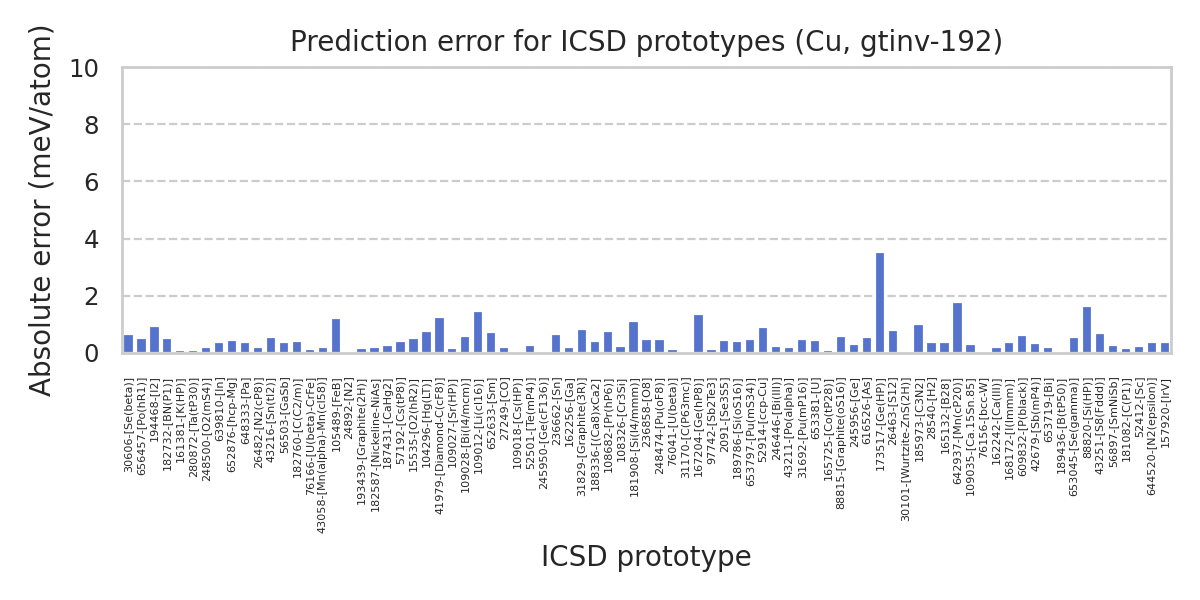 Prediction error for ICSD prototypes (Cu, gtinv-192)
Absolute error (meV/atom)
10
8
6
4
2
0
30606-[Se(beta)]
656457-[Po(hR1)]
194468-[I2]
182732-[BN(P1)]
161381-[K(HP)]
280872-[Ta(tP30)]
248500-[O2(mS4)]
639810-[In]
652876-[hcp-Mg]
648333-[Pa]
26482-[N2(cP8)]
43216-[Sn(tI2)]
56503-[GaSb]
182760-[C(C2/m)]
76166-[U(beta)-CrFe]
43058-[Mn(alpha)-Mn(cI58)]
105489-[FeB]
24892-[N2]
193439-[Graphite(2H)]
182587-[Nickeline-NiAs]
187431-[CaHg2]
57192-[Cs(tP8)]
15535-[O2(hR2)]
104296-[Hg(LT)]
41979-[Diamond-C(cF8)]
109027-[Sr(HP)]
109028-[Bi(I4/mcm)]
109012-[Li(cI16)]
652633-[Sm]
27249-[CO]
109018-[Cs(HP)]
52501-[Te(mP4)]
245950-[Ge(cF136)]
236662-[Sn]
162256-[Ga]
31829-[Graphite(3R)]
188336-[(Ca8)xCa2]
108682-[Pr(hP6)]
108326-[Cr3Si]
181908-[Si(I4/mmm)]
236858-[O8]
248474-[Pu(oF8)]
76041-[U(beta)]
31170-[C(P63mc)]
167204-[Ge(hP8)]
97742-[Sb2Te3]
2091-[Se3S5]
189786-[Si(oS16)]
653797-[Pu(mS34)]
52914-[ccp-Cu]
246446-[Bi(III)]
43211-[Po(alpha)]
31692-[Pu(mP16)]
653381-[U]
165725-[Co(tP28)]
88815-[Graphite(oS16)]
245956-[Ge]
616526-[As]
173517-[Ge(HP)]
24463-[S12]
30101-[Wurtzite-ZnS(2H)]
185973-[C3N2]
28540-[H2]
165132-[B28]
642937-[Mn(cP20)]
109035-[Ca.15Sn.85]
76156-[bcc-W]
162242-[Ca(III)]
168172-[I(Immm)]
609832-[P(black)]
42679-[Sb(mP4)]
653719-[Bi]
189436-[B(tP50)]
653045-[Se(gamma)]
88820-[Si(HP)]
43251-[S8(Fddd)]
56897-[SmNiSb]
181082-[C(P1)]
52412-[Sc]
644520-[N2(epsilon)]
157920-[IrV]
ICSD prototype